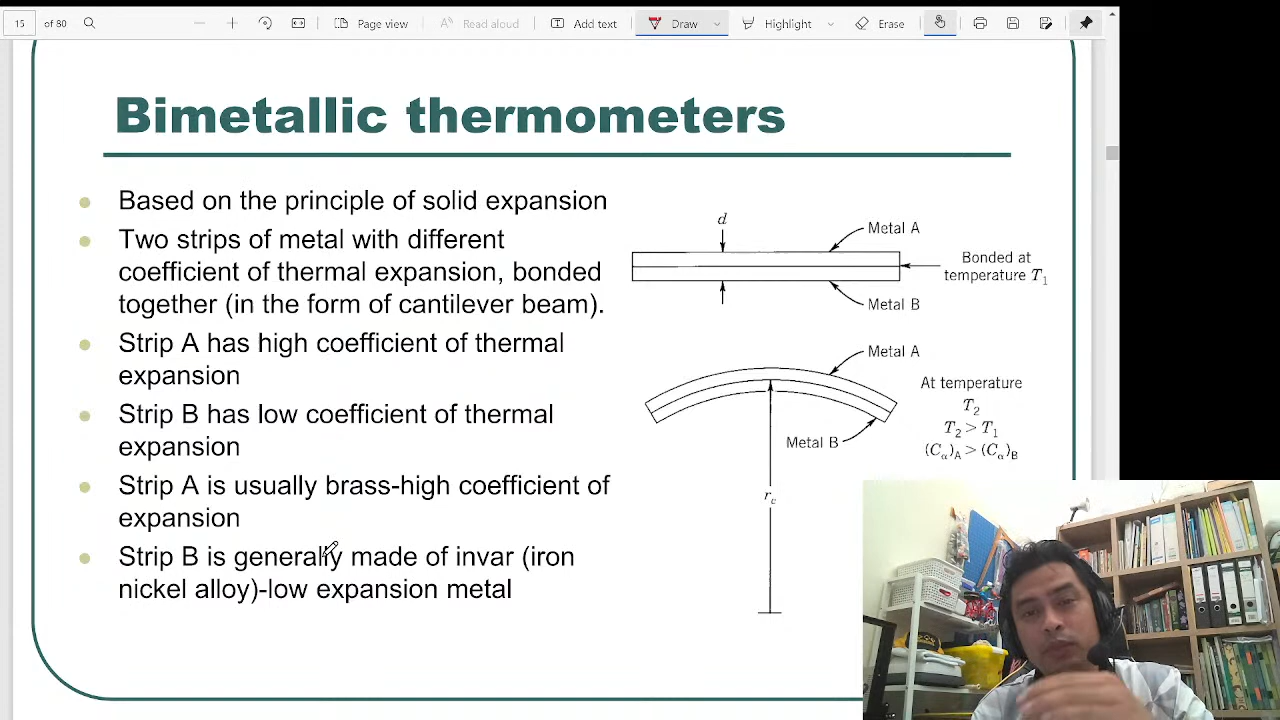 15 of 80 Page view Read aloud Add text Draw Highlight Erase
Bimetallic thermometers
Based on the principle of solid expansion
Two strips of metal with different
coefficient of thermal expansion, bonded
together (in the form of cantilever beam).
Strip A has high coefficient of thermal
expansion
Strip B has low coefficient of thermal
expansion
Strip A is usually brass-high coefficient of
expansion
Strip B is generally made of invar (iron
nickel alloy)-low expansion metal
d
Metal A
Bonded at
temperature T₁
Metal B
Metal A
At temperature
T₂
T₂ > T₁
(Cα)A > (Cα)B
Metal B
rc